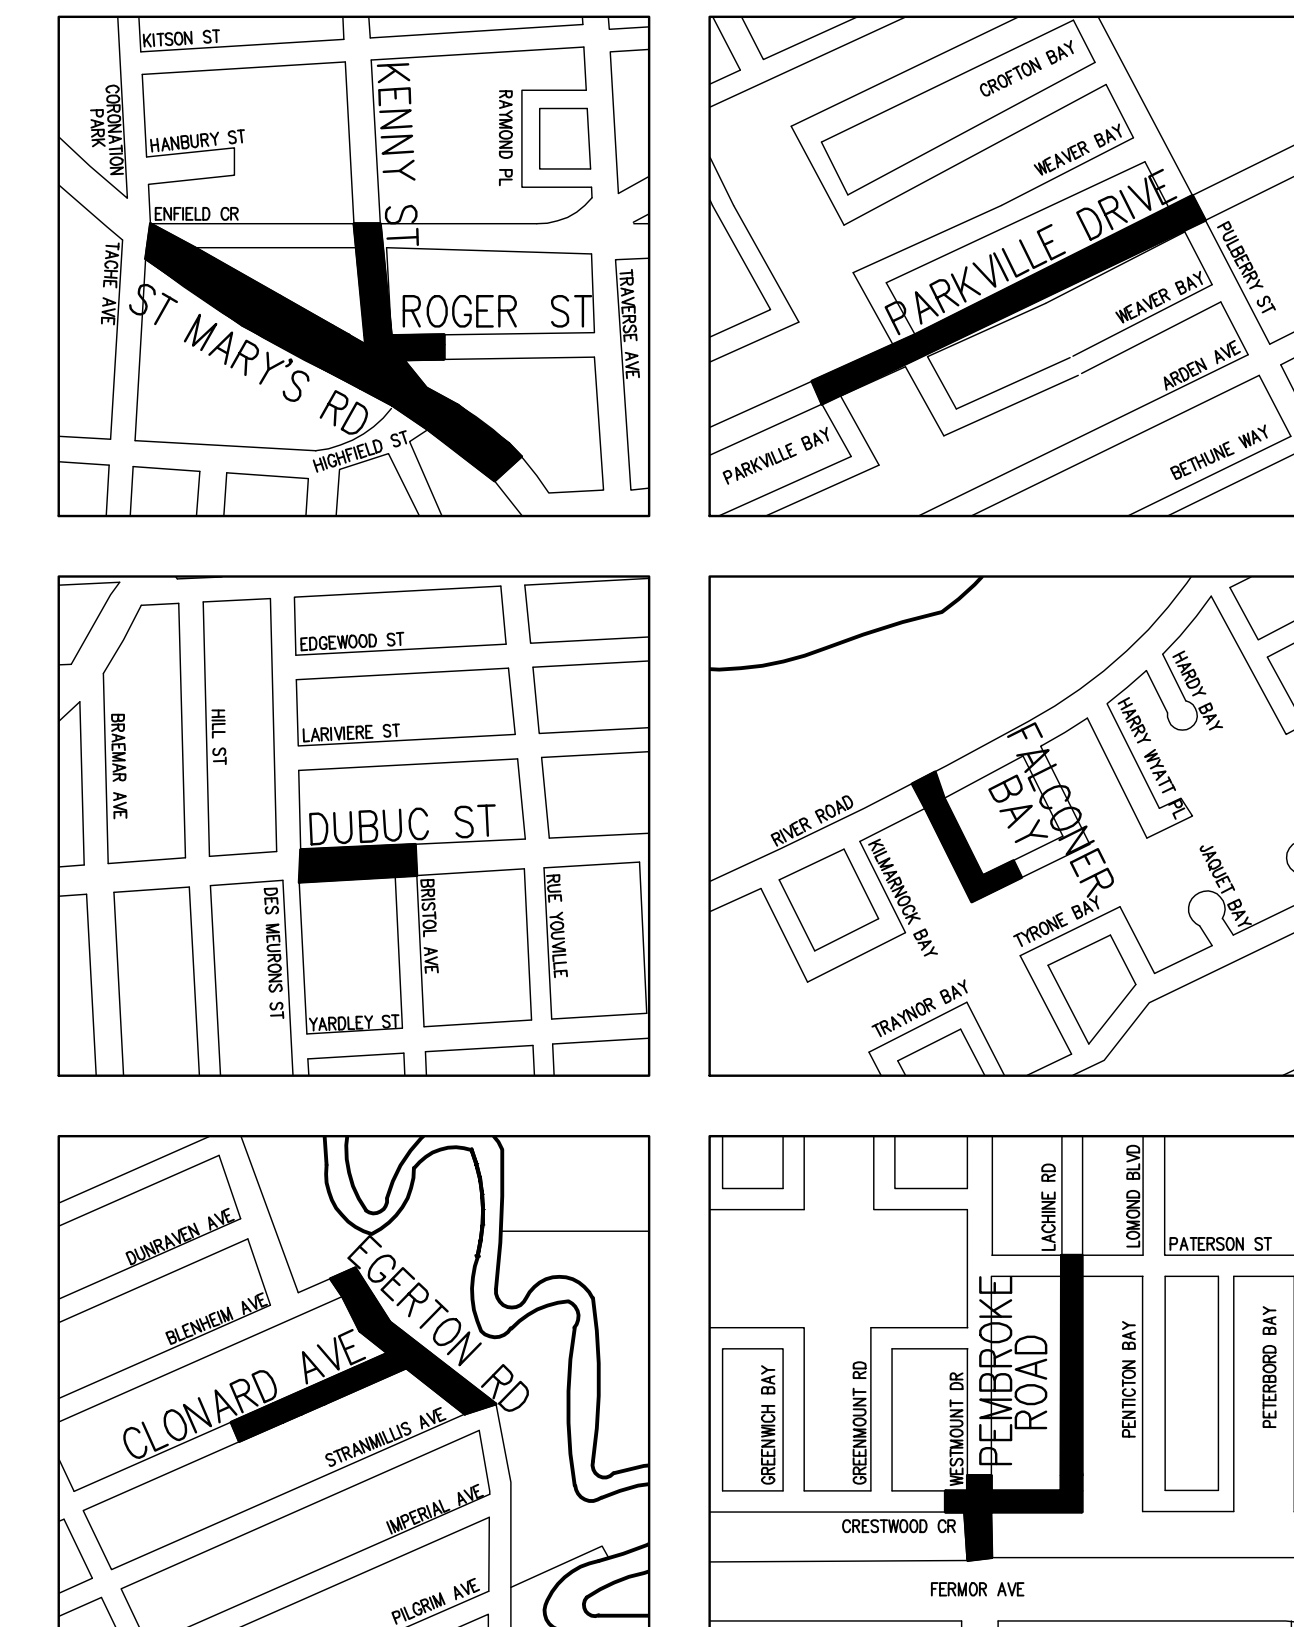 KITSON ST
CORONATION
PARK
KENNY ST
RAYMOND PL
HANBURY ST
ENFIELD CR
TACHE AVE
ST MARY'S RD
ROGER ST
TRAVERSE AVE
HIGHFIELD ST
CROFTON BAY
WEAVER BAY
PARKVILLE DRIVE
PULBERRY ST
WEAVER BAY
ARDEN AVE
PARKVILLE BAY
BETHUNE WAY
EDGEWOOD ST
BRAEMAR AVE
HILL ST
LARIVIERE ST
DUBUC ST
DES MEURONS ST
BRISTOL AVE
RUE YOUVILLE
YARDLEY ST
HARDY BAY
HARRY WYATT PL
FALCONER
BAY
RIVER ROAD
KILMARNOCK BAY
JAQUET BAY
TYRONE BAY
TRAYNOR BAY
DUNRAVEN AVE
EGERTON RD
BLENHEIM AVE
CLONARD AVE
STRANMILLIS AVE
IMPERIAL AVE
PILGRIM AVE
LACHINE RD
LOMOND BLVD
PATERSON ST
PEMBROKE
ROAD
GREENWICH BAY
GREENMOUNT RD
WESTMOUNT DR
PENTICTON BAY
PETERBORD BAY
CRESTWOOD CR
FERMOR AVE